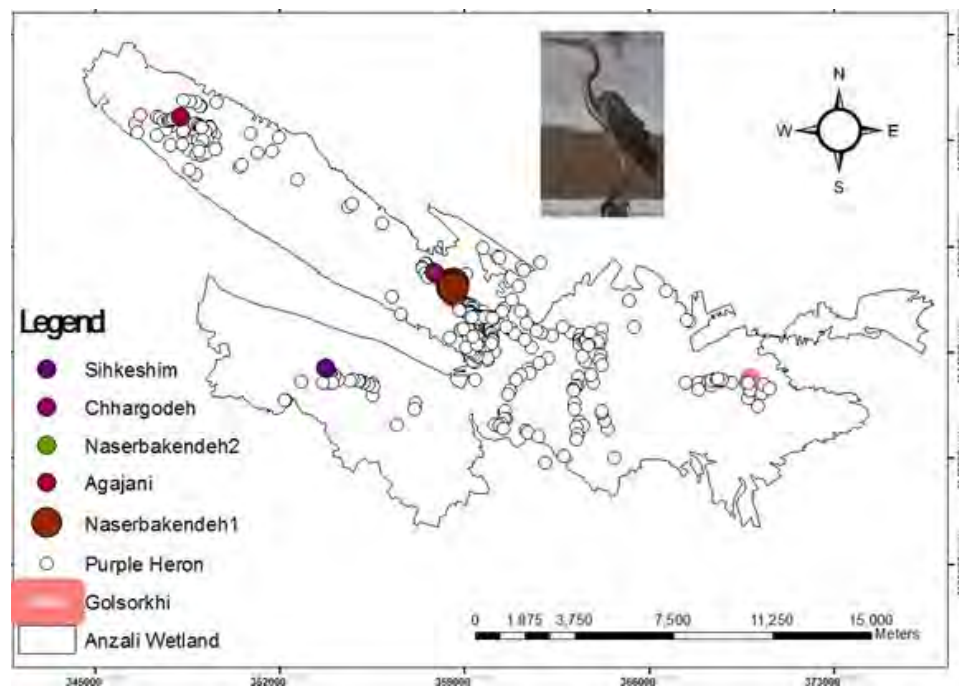 N
W
E
S
Legend
Sihkeshim
Chhargodeh
Naserbakendeh2
Agajani
Naserbakendeh1
Purple Heron
Golsorkhi
Anzali Wetland
0 1,875 3,750 7,500 11,250 15,000
Meters
345000 352000 359000 366000 373000